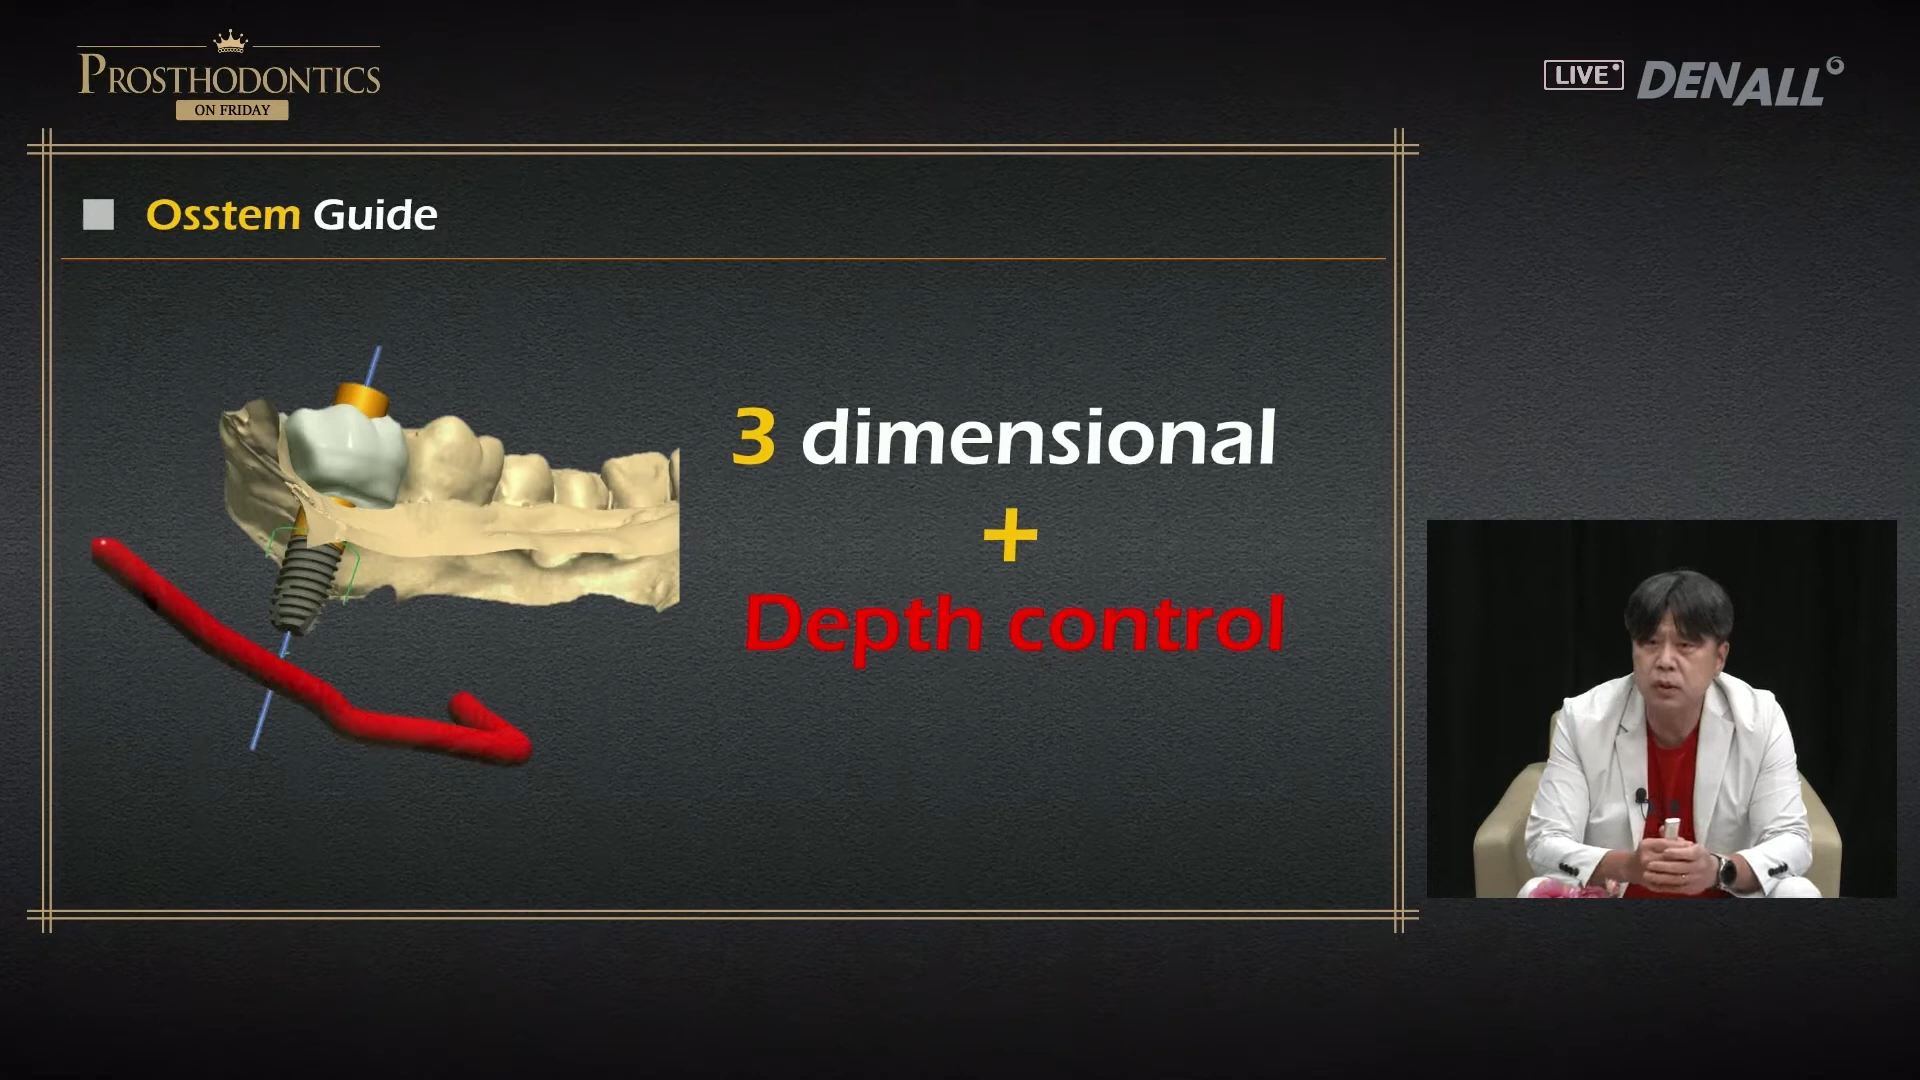 PROSTHODONTICS
ON FRIDAY
LIVE
DENALL
Osstem Guide
3 dimensional
+
Depth control